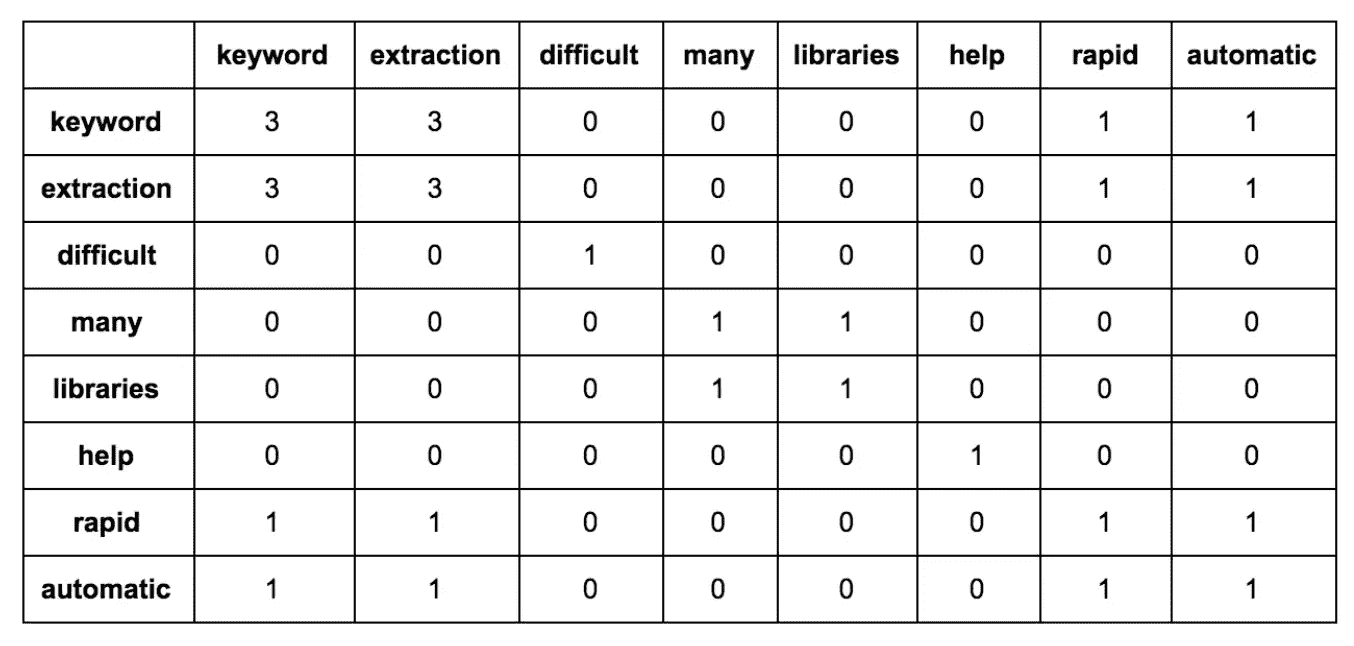 keyword extraction difficult many libraries help rapid automatic
keyword 3 3 0 0 0 0 1 1
extraction 3 3 0 0 0 0 1 1
difficult 0 0 1 0 0 0 0 0
many 0 0 0 1 1 0 0 0
libraries 0 0 0 1 1 0 0 0
help 0 0 0 0 0 1 0 0
rapid 1 1 0 0 0 0 1 1
automatic 1 1 0 0 0 0 1 1